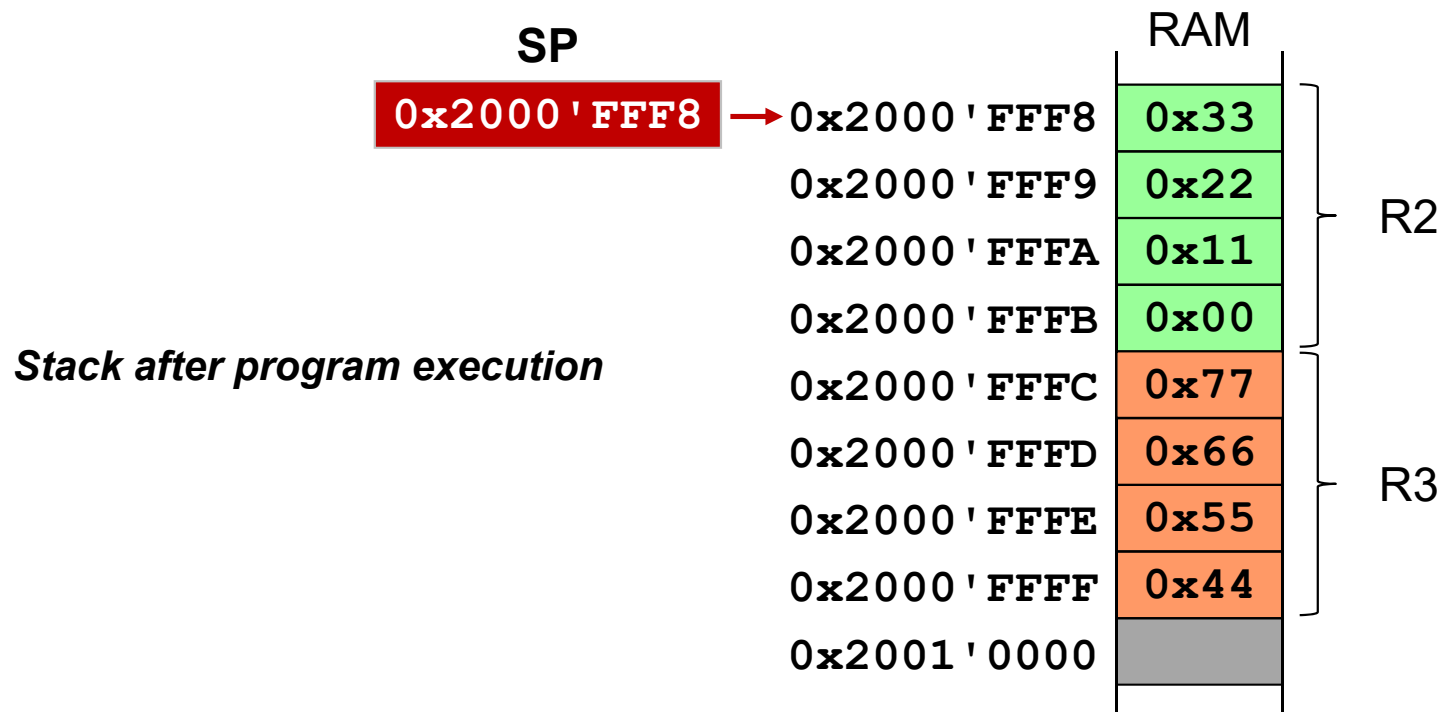 RAM
SP
0x2000'FFF8 0x2000'FFF8 0x33
0x2000'FFF9 0x22
R2
0x2000'FFFA 0x11
0x2000'FFFB 0x00
Stack after program execution
0x2000'FFFC 0x77
0x2000'FFFD 0x66
R3
0x2000'FFFE 0x55
0x2000'FFFF 0x44
0x2001'0000